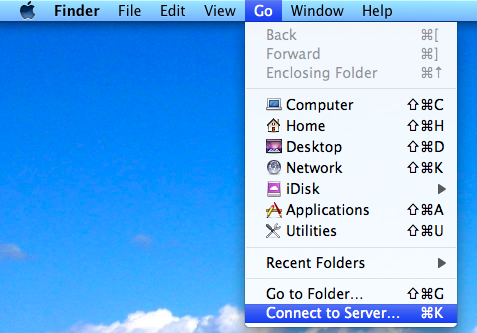 Finder File Edit View Go Window Help
Back ⌘[
Forward ⌘]
Enclosing Folder ⌘↑
Computer ⇧⌘C
Home ⇧⌘H
Desktop ⇧⌘D
Network ⇧⌘K
iDisk
Applications ⇧⌘A
Utilities ⇧⌘U
Recent Folders
Go to Folder... ⇧⌘G
Connect to Server... ⌘K